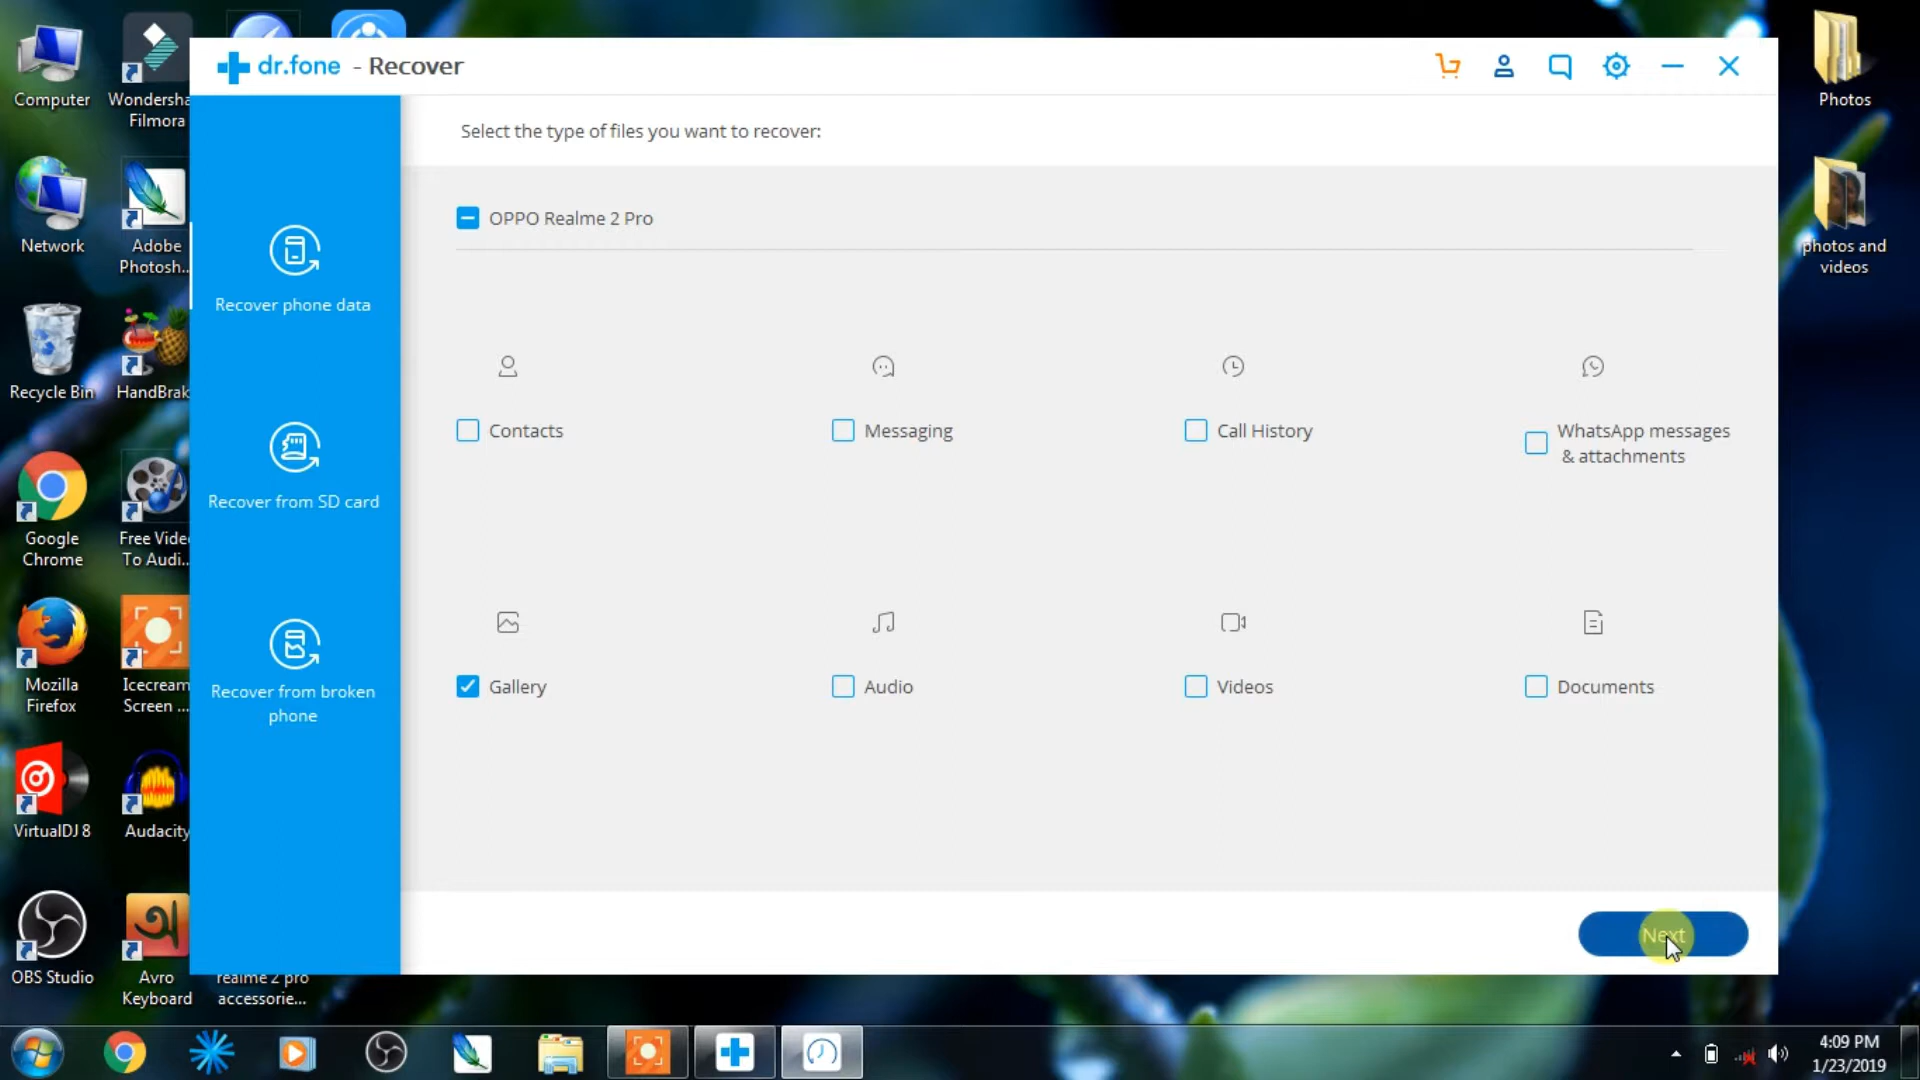 Computer
Wondersha
Filmora
Network
Adobe
Photosh...
Recycle Bin
HandBrak
Google
Chrome
Free Vide
To Audi...
Mozilla
Firefox
Icecream
Screen ...
VirtualDJ 8
Audacity
OBS Studio
Avro
Keyboard
realme 2 pro
accessorie...
dr.fone - Recover
Recover phone data
Recover from SD card
Recover from broken
phone
Select the type of files you want to recover:
OPPO Realme 2 Pro
Contacts
Messaging
Call History
WhatsApp messages
& attachments
Gallery
Audio
Videos
Documents
Next
Photos
photos and
videos
4:09 PM
1/23/2019